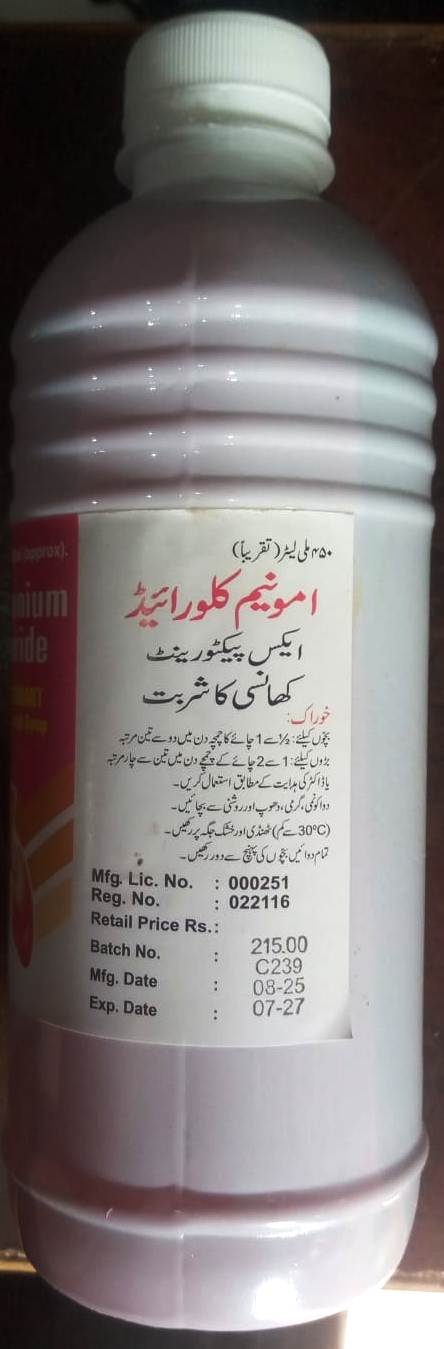 (approx).
۴۵۰ ملی لیٹر (تقریباً)
امونیم کلورائیڈ
ایکس پیکٹورینٹ
کھانسی کا شربت
خوراک:
بچوں کیلئے: ½ سے 1 چائے کا چمچہ دن میں دو سے تین مرتبہ
بڑوں کیلئے: 1 سے 2 چائے کے چمچے دن میں تین سے چار مرتبہ
یا ڈاکٹر کی ہدایت کے مطابق استعمال کریں۔
دوا کو نمی، گرمی، دھوپ اور روشنی سے بچائیں۔
(30ºC سے کم) ٹھنڈی اور خشک جگہ پر رکھیں۔
تمام دوائیں بچوں کی پہنچ سے دور رکھیں۔
Mfg. Lic. No. : 000251
Reg. No. : 022116
Retail Price Rs.: 215.00
Batch No. : C239
Mfg. Date : 08-25
Exp. Date : 07-27